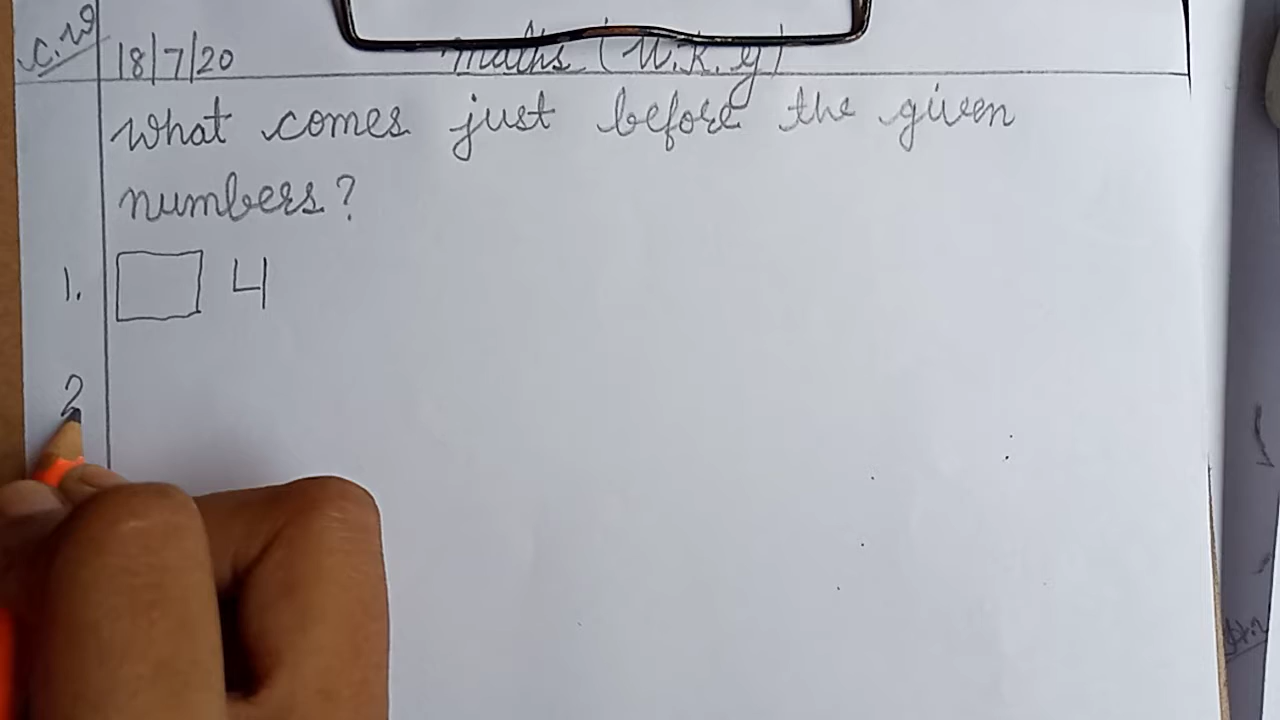 C.W
18/7/20 Maths (U.K.G)
What comes just before the given
numbers?
1. 4
2